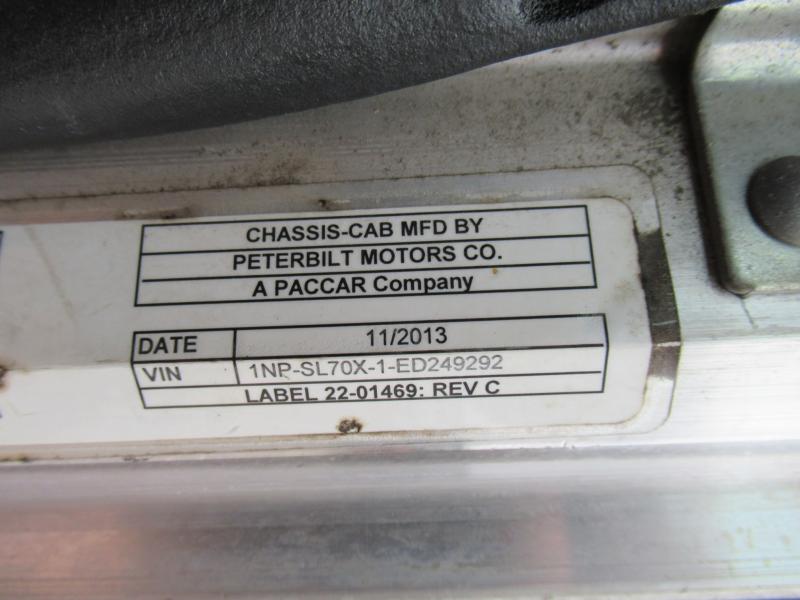 CHASSIS-CAB MFD BY
PETERBILT MOTORS CO.
A PACCAR Company
DATE 11/2013
VIN 1NP-SL70X-1-ED249292
LABEL 22-01469: REV C